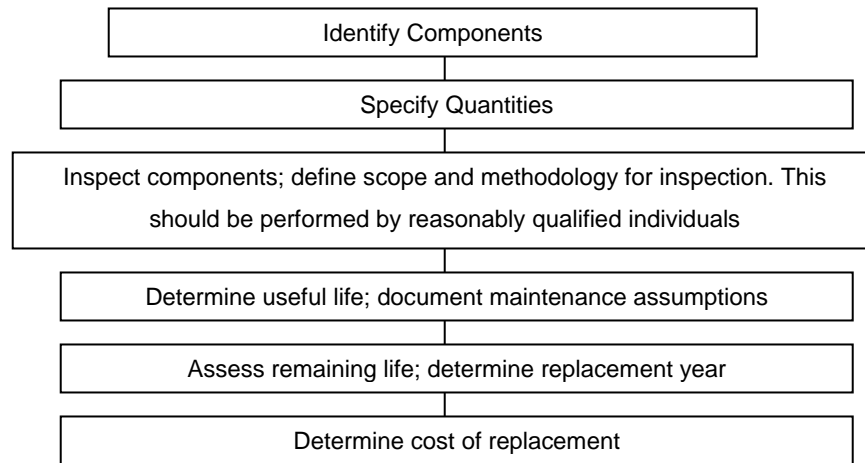 Identify Components
Specify Quantities
Inspect components; define scope and methodology for inspection. This
should be performed by reasonably qualified individuals
Determine useful life; document maintenance assumptions
Assess remaining life; determine replacement year
Determine cost of replacement